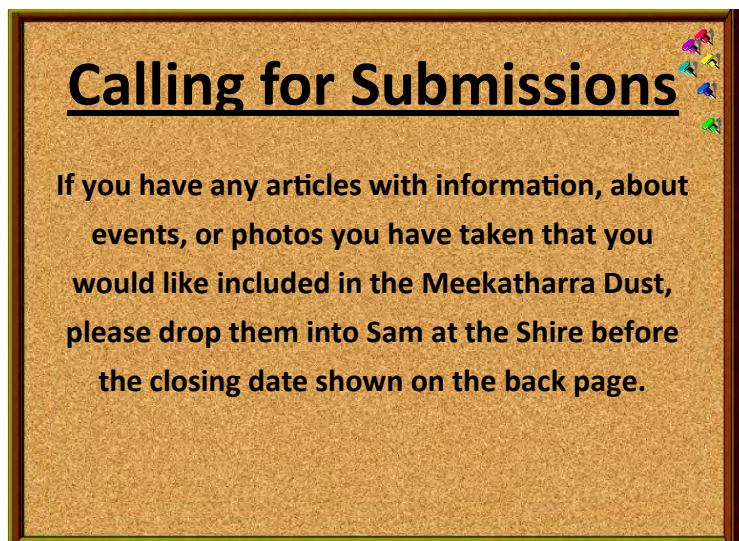 Calling for Submissions
If you have any articles with information, about
events, or photos you have taken that you
would like included in the Meekatharra Dust,
please drop them into Sam at the Shire before
the closing date shown on the back page.